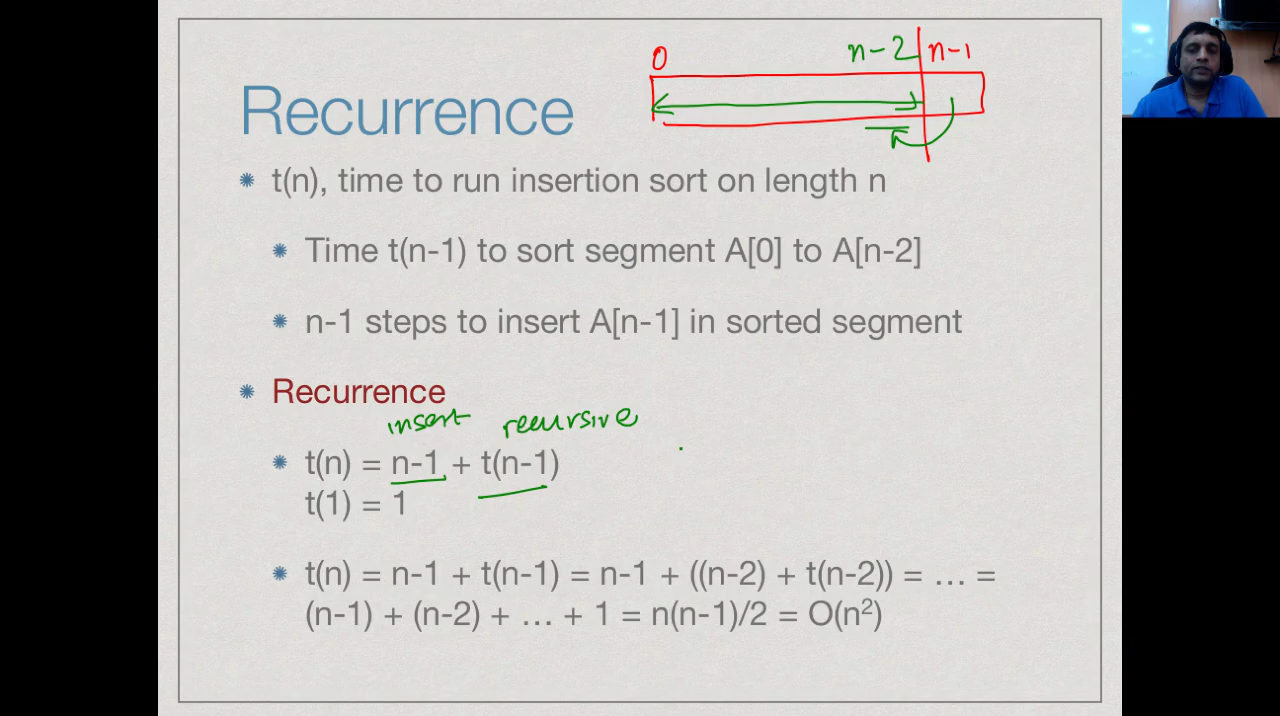 0 n-2 n-1
Recurrence
t(n), time to run insertion sort on length n
Time t(n-1) to sort segment A[0] to A[n-2]
n-1 steps to insert A[n-1] in sorted segment
Recurrence
insert recursive
t(n) = n-1 + t(n-1)
t(1) = 1
t(n) = n-1 + t(n-1) = n-1 + ((n-2) + t(n-2)) = … =
(n-1) + (n-2) + … + 1 = n(n-1)/2 = O(n²)